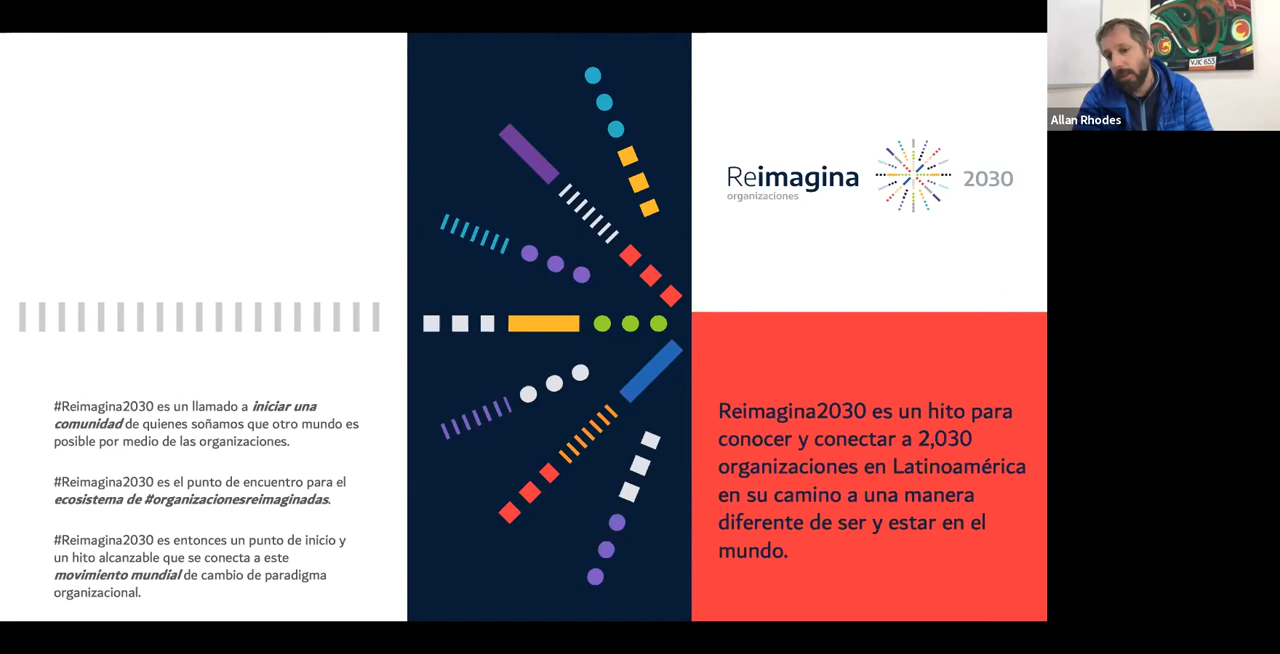 #Reimagina2030 es un llamado a iniciar una
comunidad de quienes soñamos que otro mundo es
posible por medio de las organizaciones.
#Reimagina2030 es el punto de encuentro para el
ecosistema de #organizacionesreimaginadas.
#Reimagina2030 es entonces un punto de inicio y
un hito alcanzable que se conecta a este
movimiento mundial de cambio de paradigma
organizacional.
Reimagina 2030
organizaciones
Reimagina2030 es un hito para
conocer y conectar a 2,030
organizaciones en Latinoamérica
en su camino a una manera
diferente de ser y estar en el
mundo.
VJK 653
Allan Rhodes